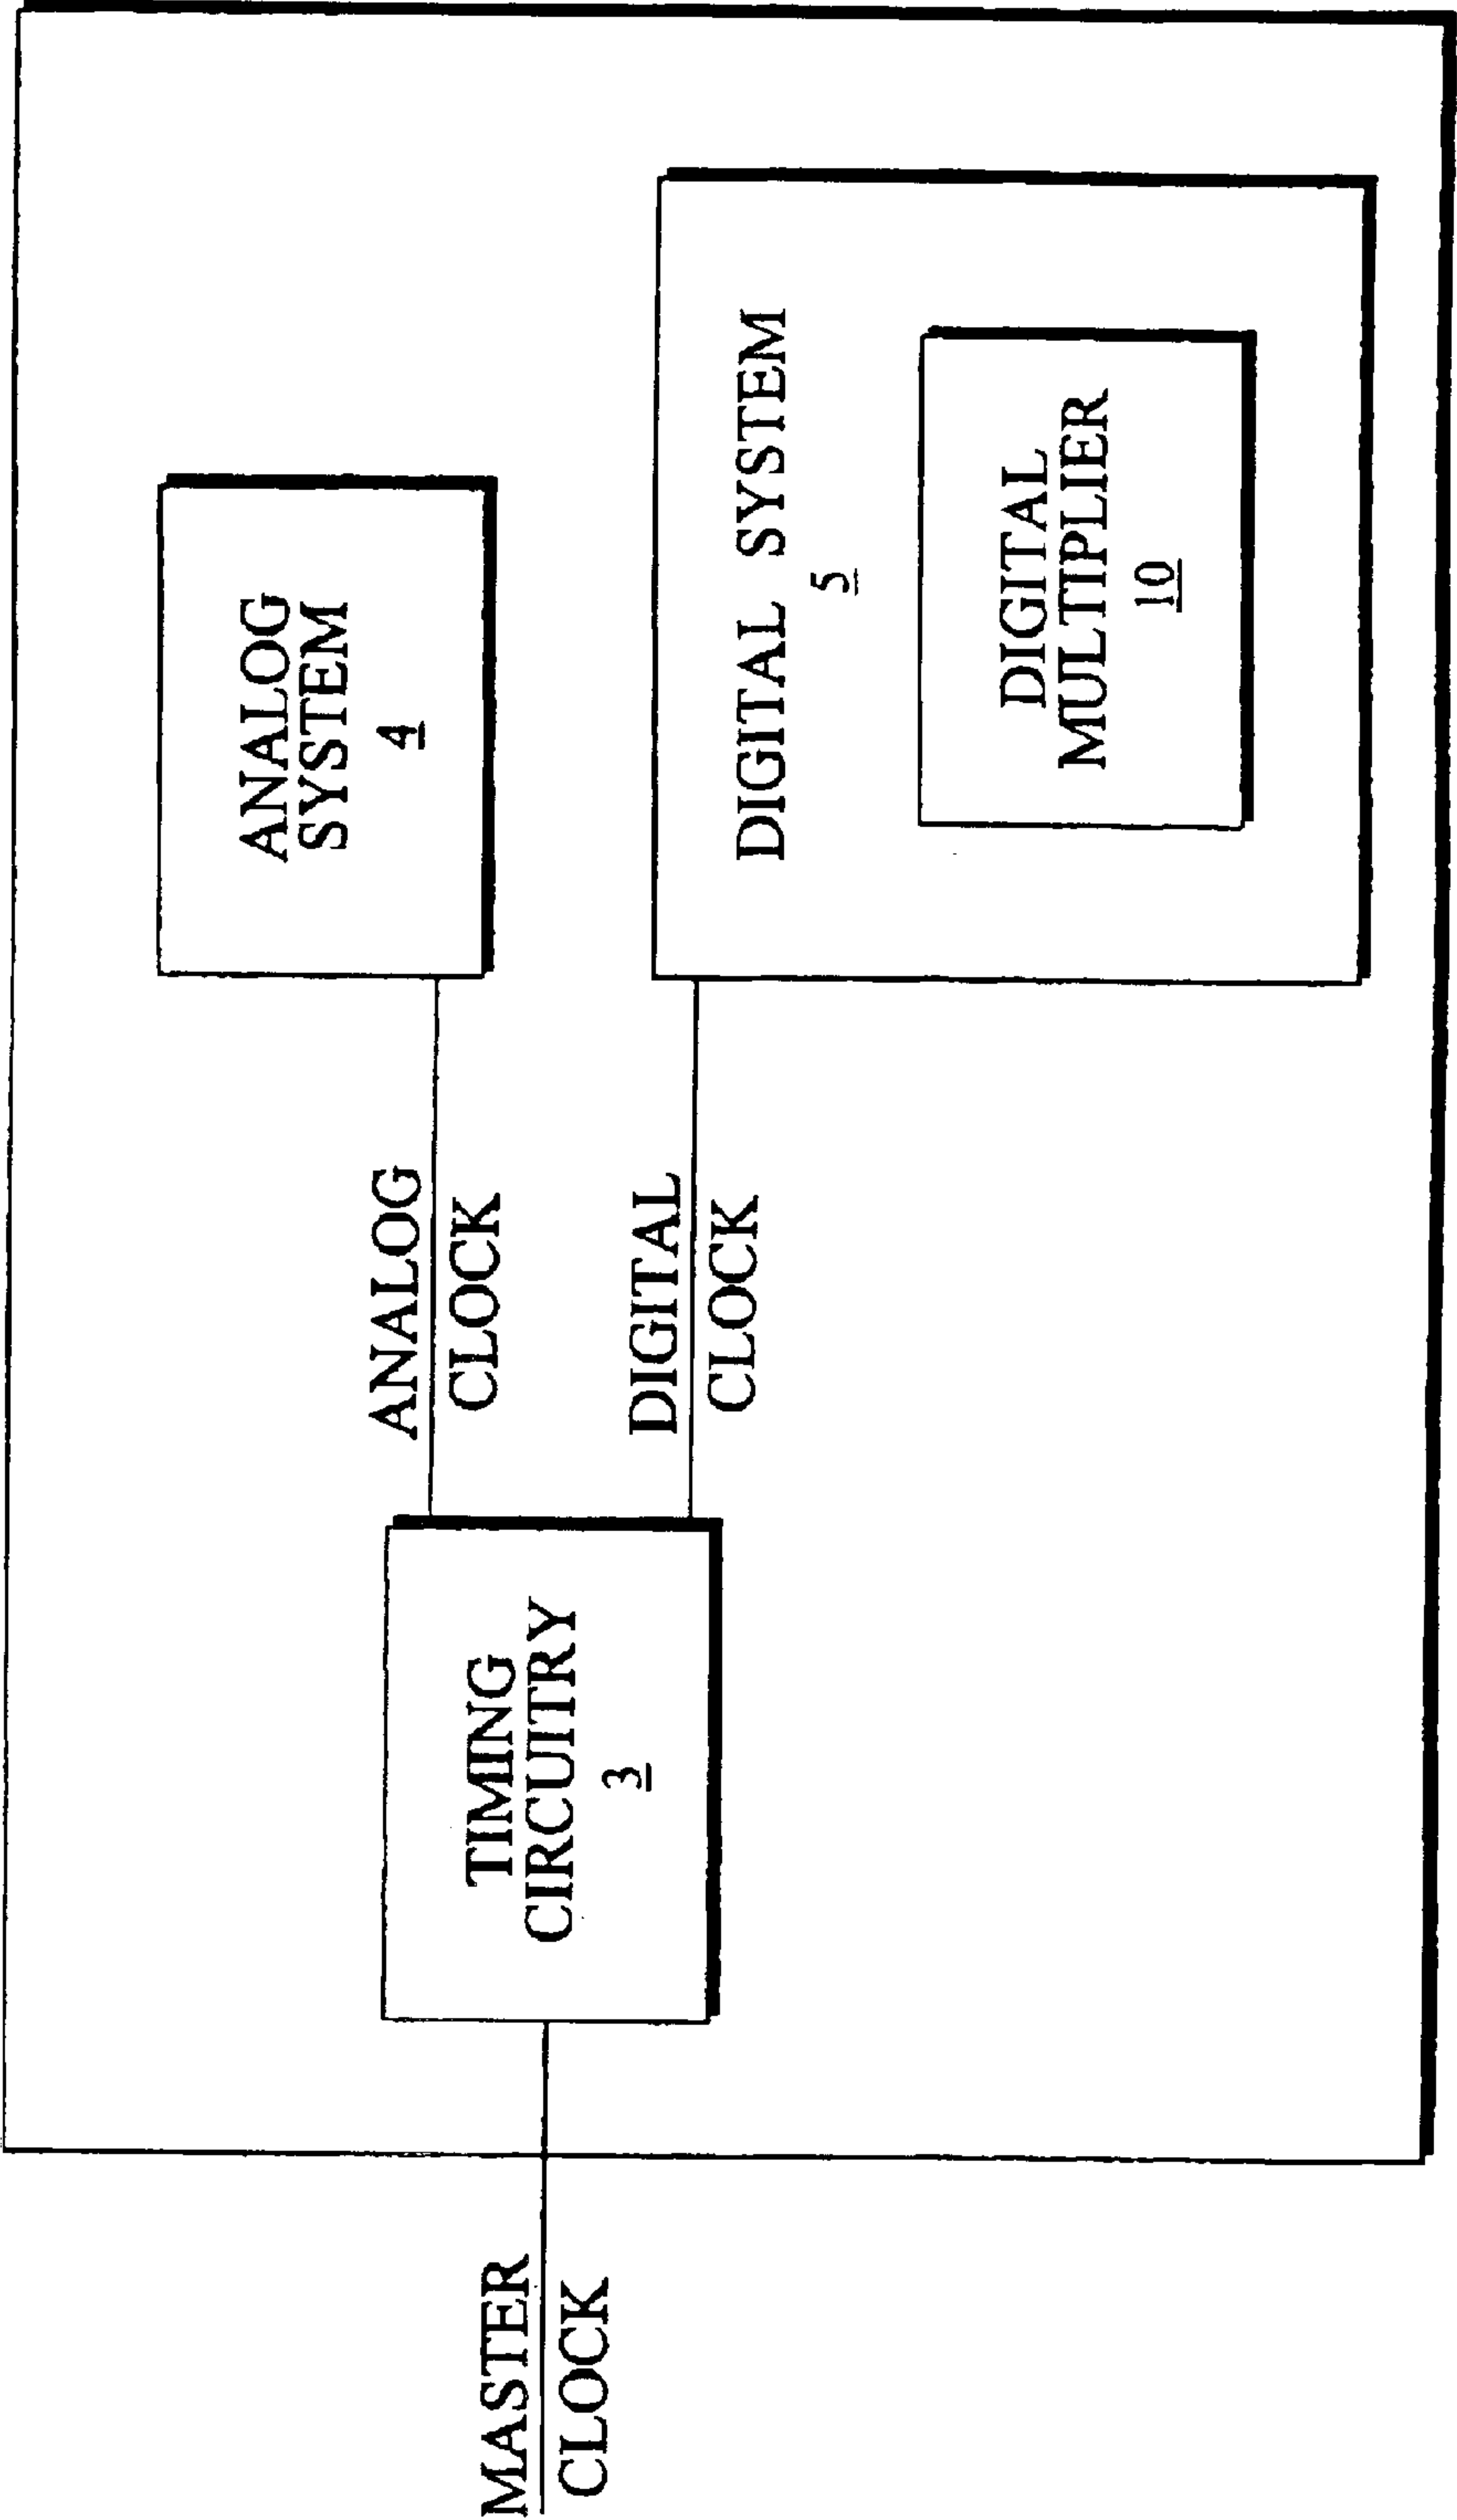 MASTER
CLOCK
TIMING
CIRCUITRY
3
ANALOG
CLOCK
DIGITAL
CLOCK
ANALOG
SYSTEM
4
DIGITAL SYSTEM
5
DIGITAL
MULTIPLIER
10